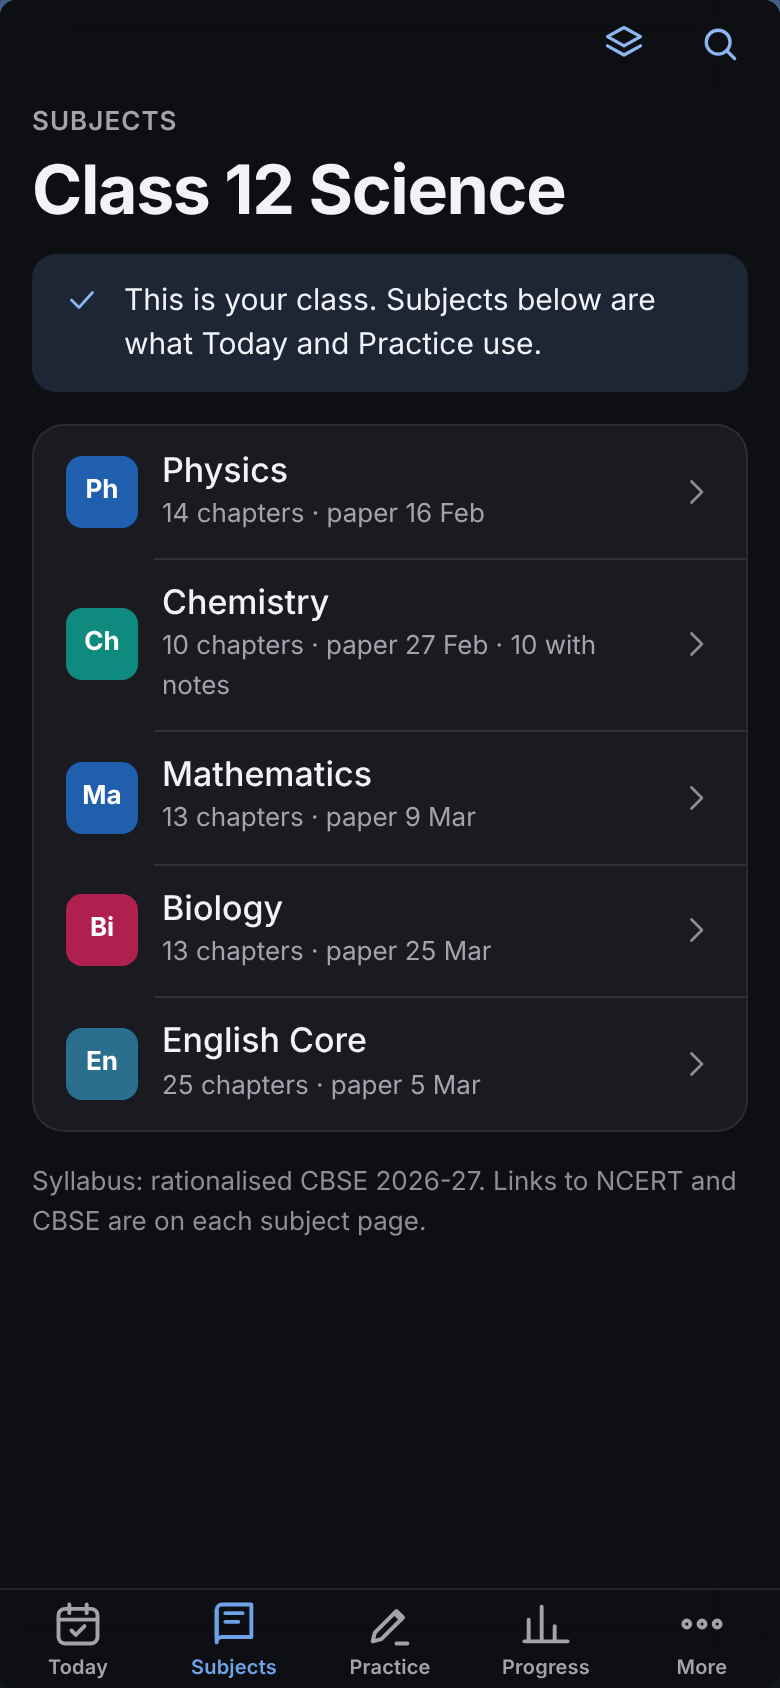 SUBJECTS
Class 12 Science
This is your class. Subjects below are
what Today and Practice use.
Ph
Physics
14 chapters · paper 16 Feb
Ch
Chemistry
10 chapters · paper 27 Feb · 10 with
notes
Ma
Mathematics
13 chapters · paper 9 Mar
Bi
Biology
13 chapters · paper 25 Mar
En
English Core
25 chapters · paper 5 Mar
Syllabus: rationalised CBSE 2026-27. Links to NCERT and
CBSE are on each subject page.
Today
Subjects
Practice
Progress
More